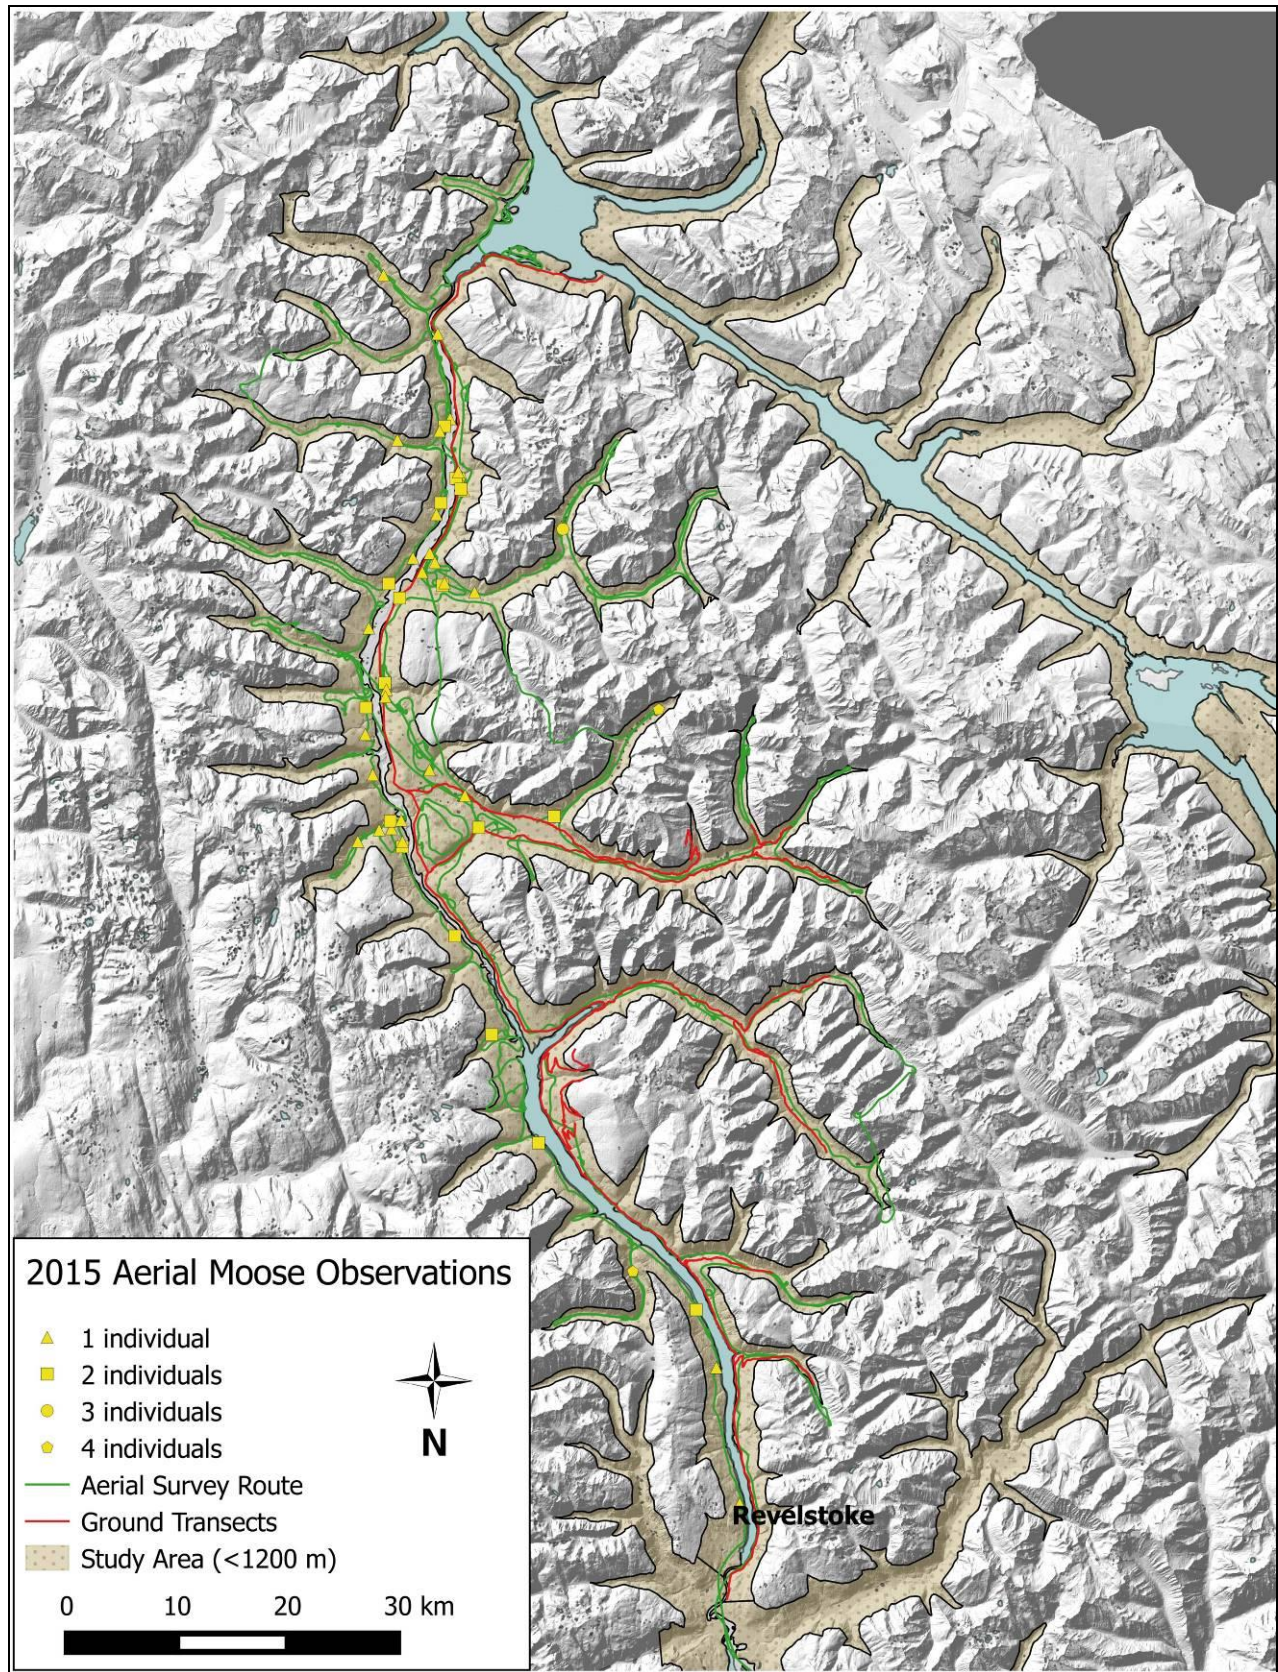 2015 Aerial Moose Observations
1 individual
2 individuals
3 individuals
4 individuals
Aerial Survey Route
Ground Transects
Study Area (<1200 m)
N
0 10 20 30 km
Revelstoke